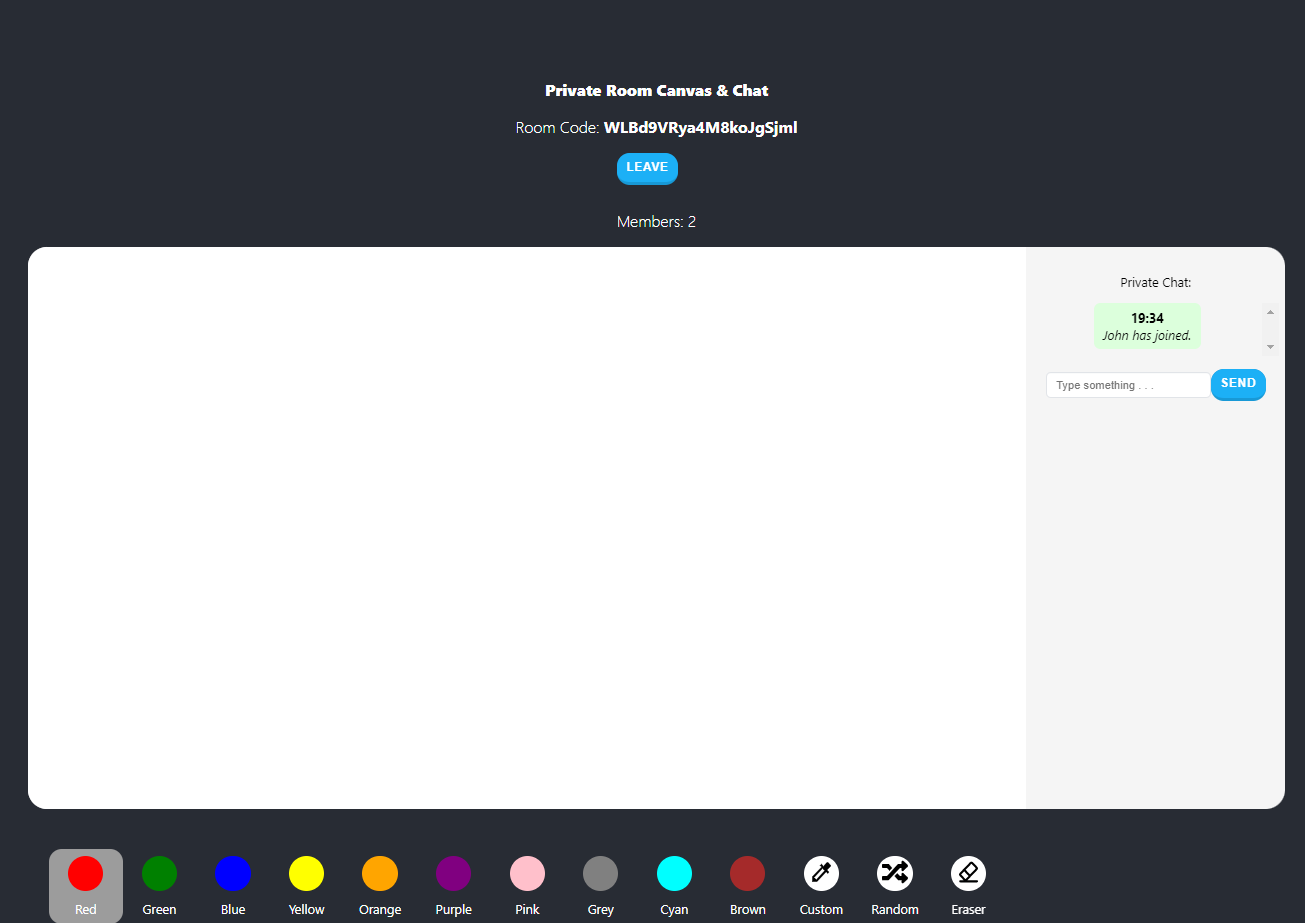 Private Room Canvas & Chat
Room Code: WLBd9VRya4M8koJgSjml
LEAVE
Members: 2
Private Chat:
19:34
John has joined.
Type something . . .
SEND
Red
Green
Blue
Yellow
Orange
Purple
Pink
Grey
Cyan
Brown
Custom
Random
Eraser